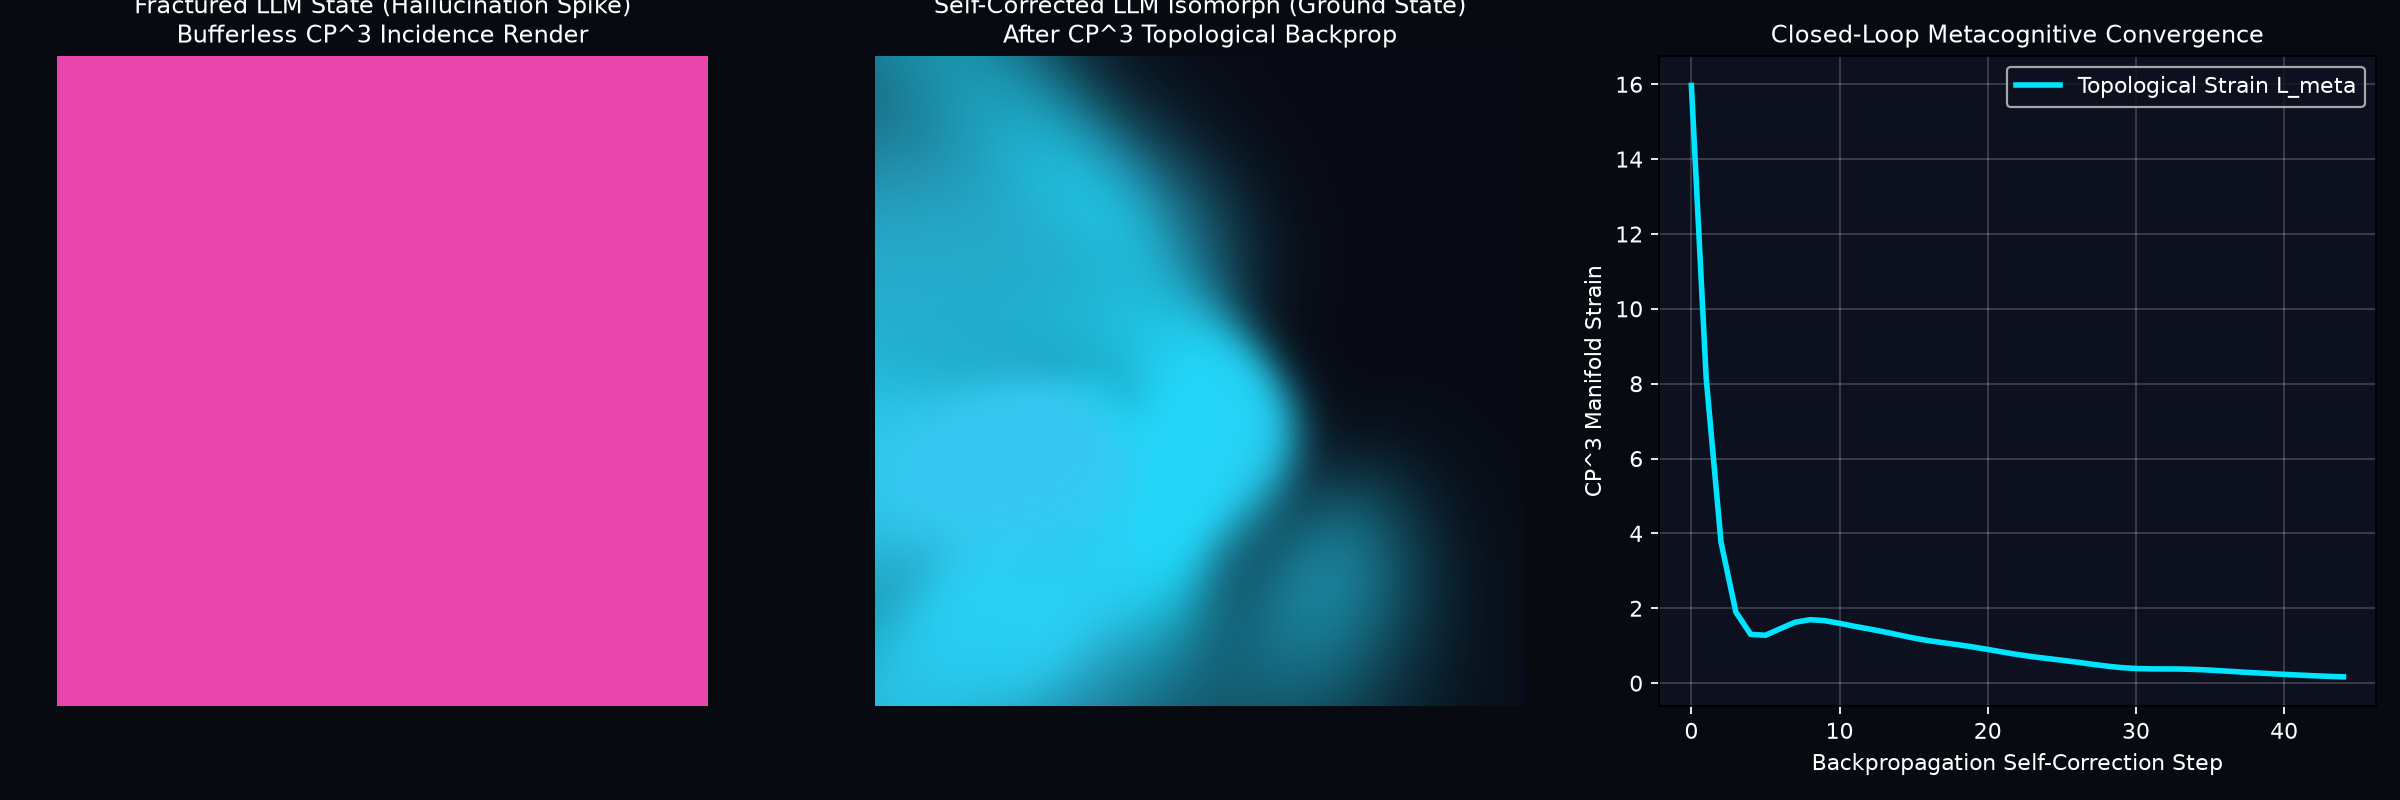 Fractured LLM State (Hallucination Spike)
Bufferless CP^3 Incidence Render
Self-Corrected LLM Isomorph (Ground State)
After CP^3 Topological Backprop
Closed-Loop Metacognitive Convergence
Topological Strain L_meta
CP^3 Manifold Strain
16
14
12
10
8
6
4
2
0
0 10 20 30 40
Backpropagation Self-Correction Step